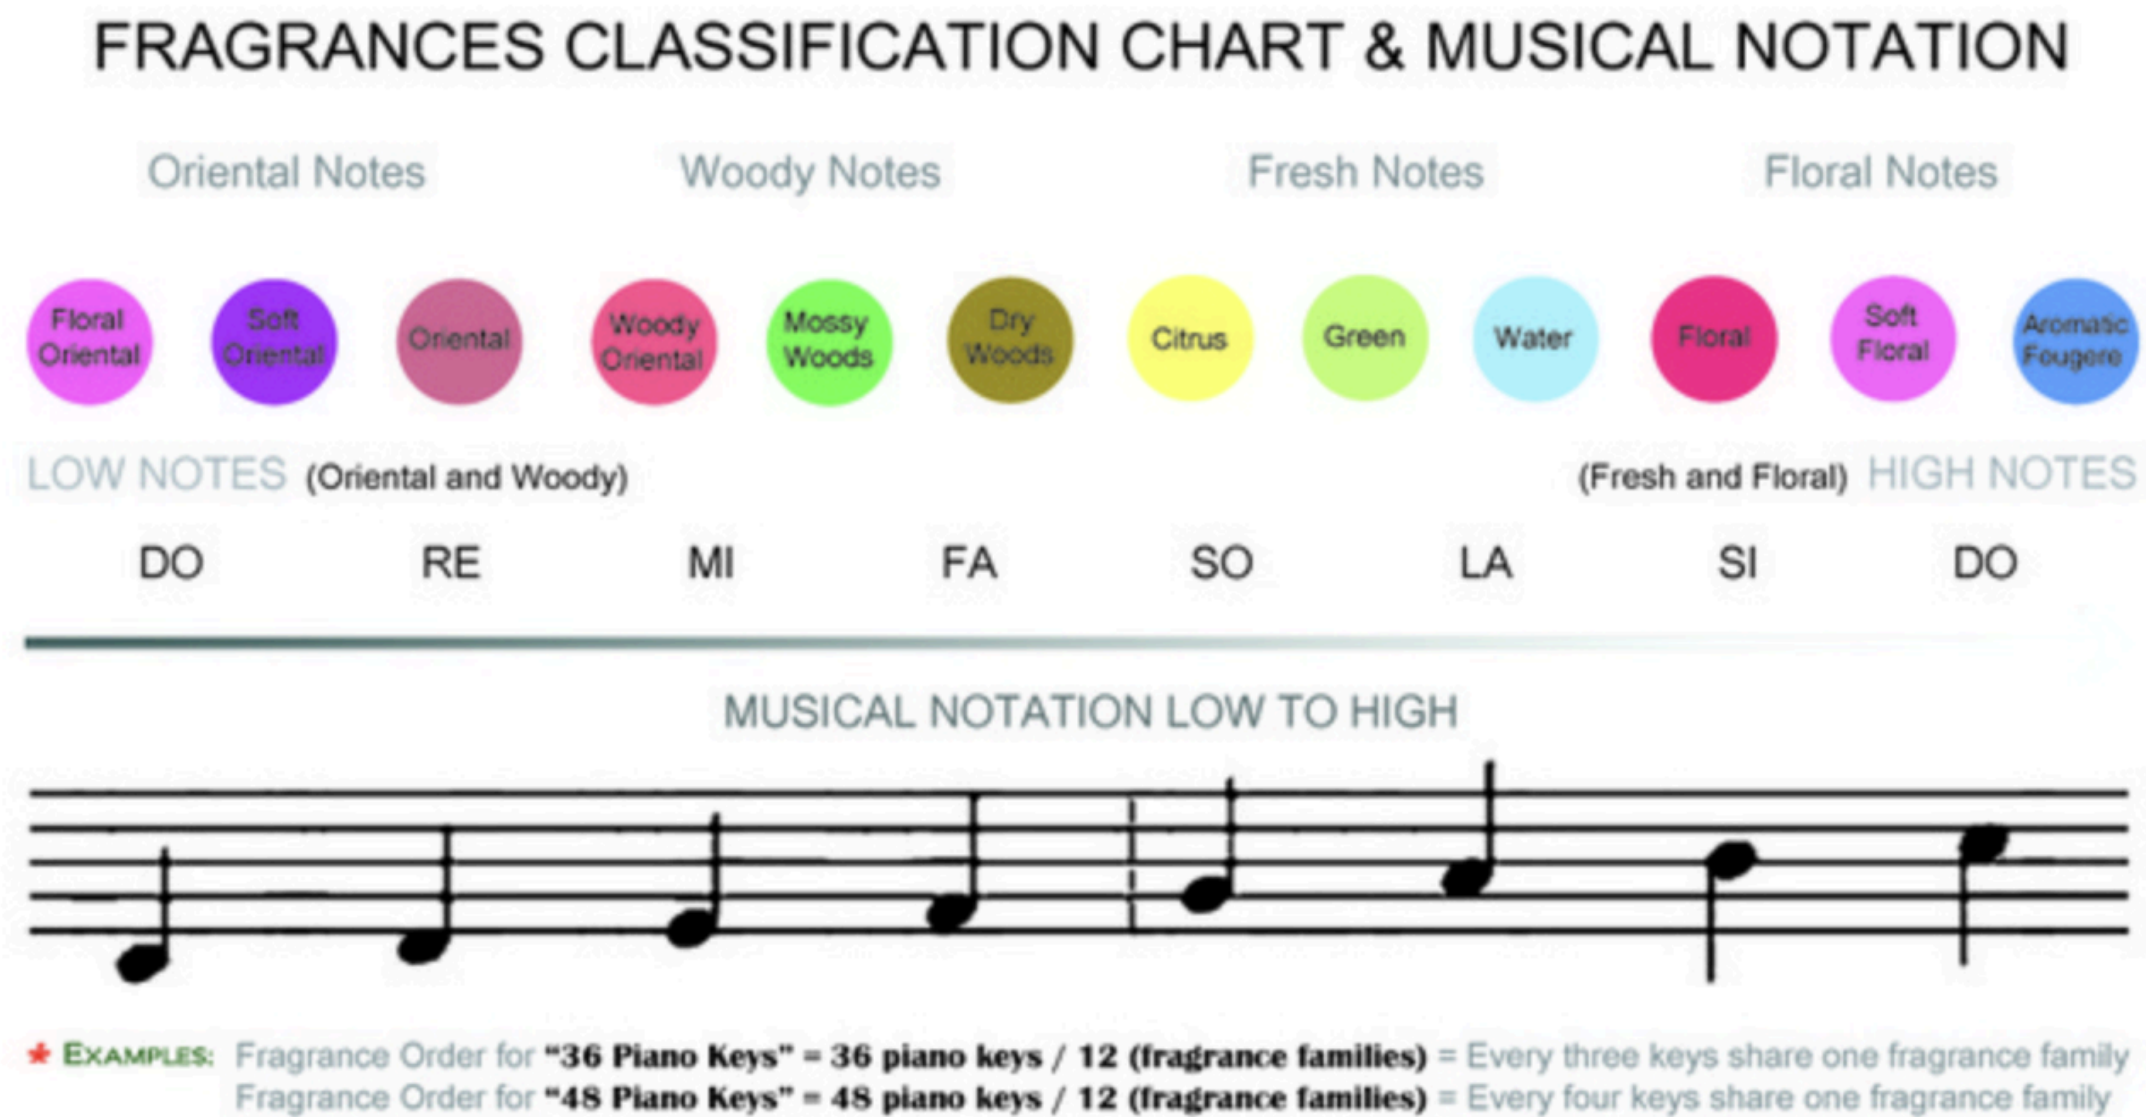 FRAGRANCES CLASSIFICATION CHART & MUSICAL NOTATION
Oriental Notes Woody Notes Fresh Notes Floral Notes
Floral Oriental
Soft Oriental
Oriental
Woody Oriental
Mossy Woods
Dry Woods
Citrus
Green
Water
Floral
Soft Floral
Aromatic Fougere
LOW NOTES (Oriental and Woody) (Fresh and Floral) HIGH NOTES
DO RE MI FA SO LA SI DO
MUSICAL NOTATION LOW TO HIGH
* EXAMPLES: Fragrance Order for “36 Piano Keys” = 36 piano keys / 12 (fragrance families) = Every three keys share one fragrance family
Fragrance Order for “48 Piano Keys” = 48 piano keys / 12 (fragrance families) = Every four keys share one fragrance family